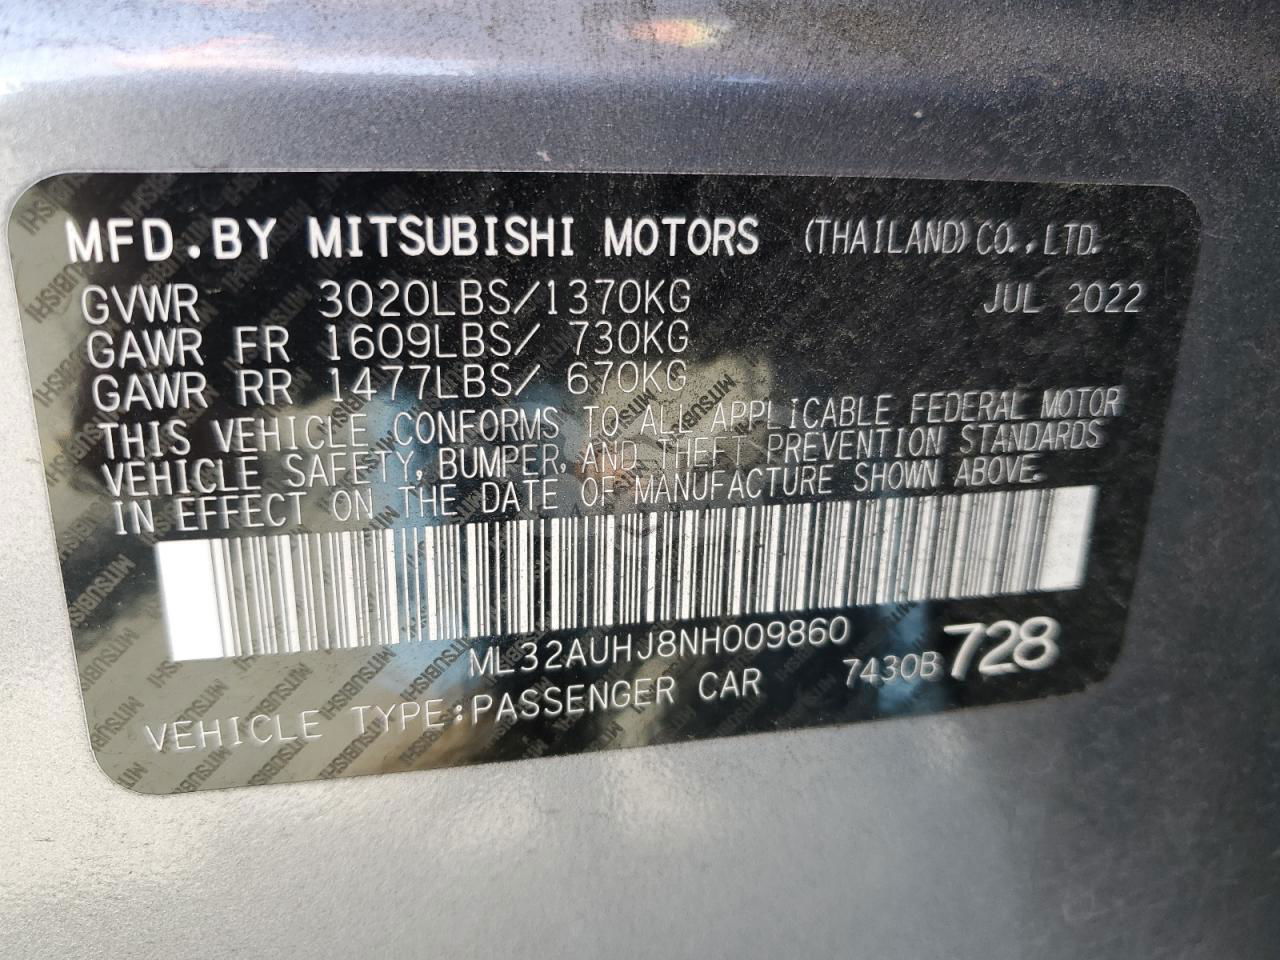 MFD.BY MITSUBISHI MOTORS (THAILAND) CO.,LTD.
GVWR 3020LBS/1370KG JUL 2022
GAWR FR 1609LBS/ 730KG
GAWR RR 1477LBS/ 670KG
THIS VEHICLE CONFORMS TO ALL APPLICABLE FEDERAL MOTOR
VEHICLE SAFETY, BUMPER, AND THEFT PREVENTION STANDARDS
IN EFFECT ON THE DATE OF MANUFACTURE SHOWN ABOVE.
ML32AUHJ8NH009860
VEHICLE TYPE:PASSENGER CAR 7430B 728